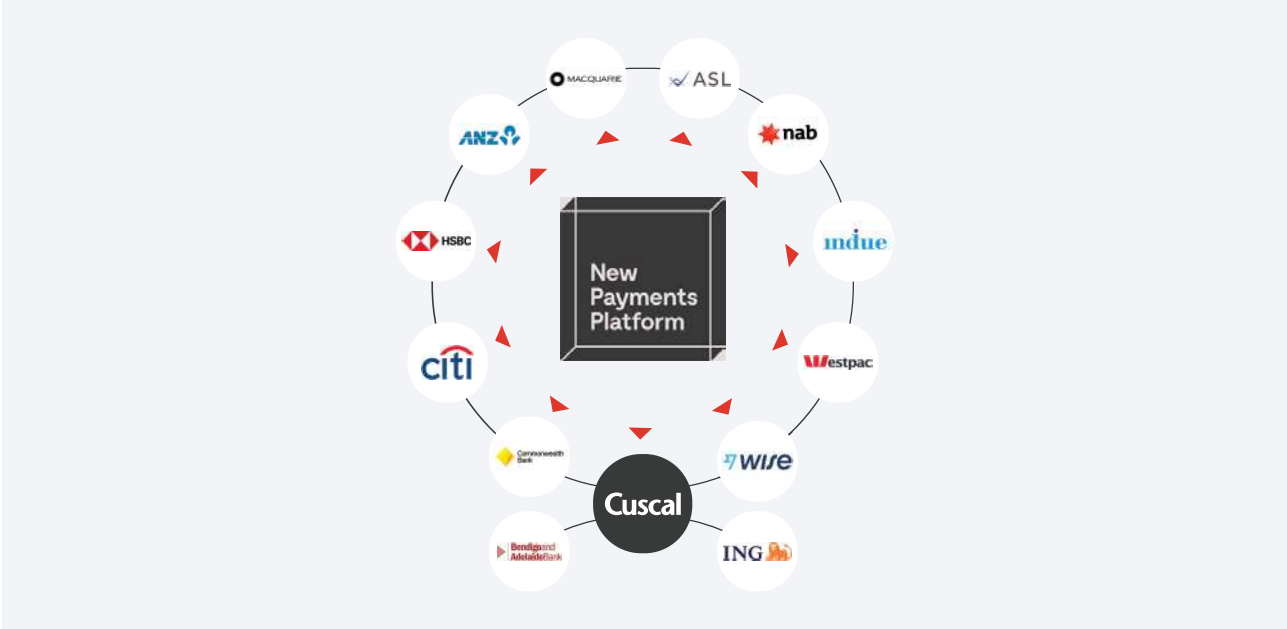 MACQUARIE
ASL
nab
ANZ
HSBC
indue
New
Payments
Platform
citi
Westpac
Commonwealth
Bank
WISE
Cuscal
Bendigo and
Adelaide Bank
ING